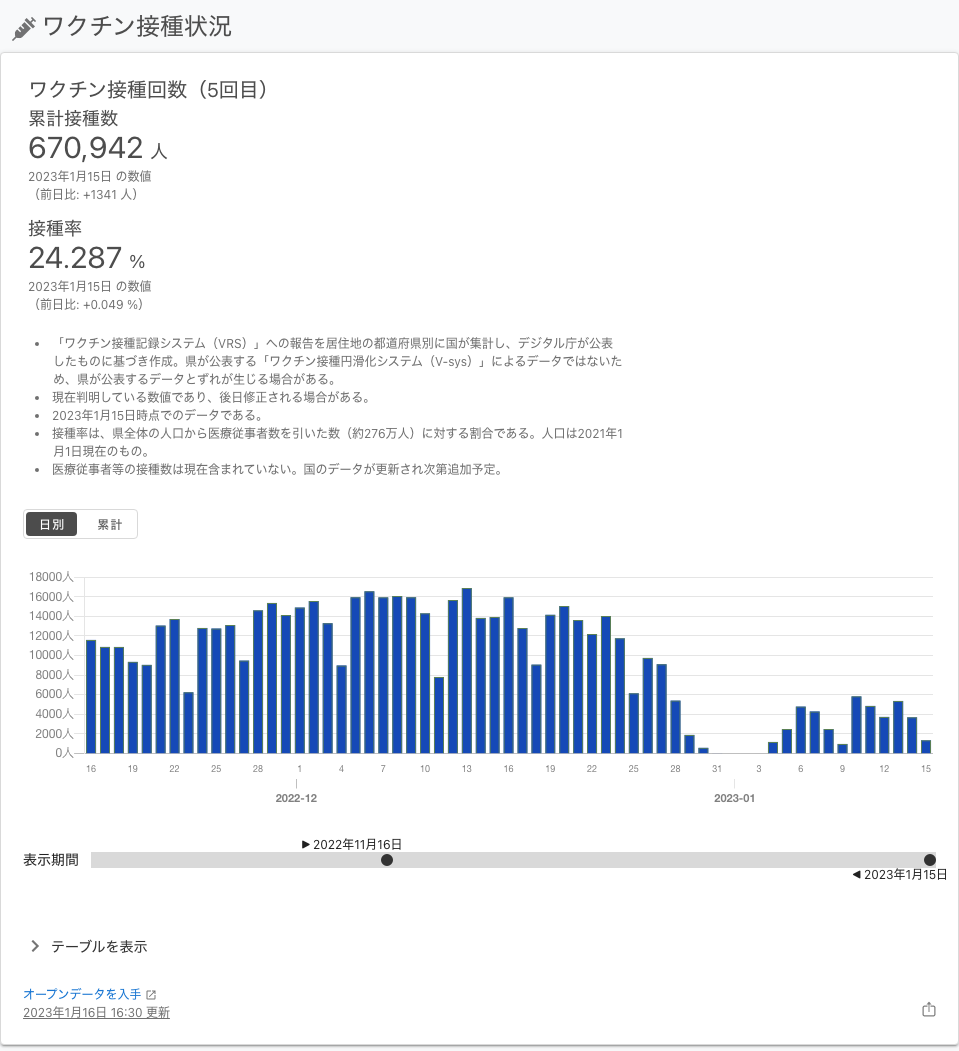 ワクチン接種状況
ワクチン接種回数（5回目）
累計接種数
670,942 人
2023年1月15日 の数値
（前日比: +1341 人）
接種率
24.287 %
2023年1月15日 の数値
（前日比: +0.049 %）
• 「ワクチン接種記録システム（VRS）」への報告を居住地の都道府県別に国が集計し、デジタル庁が公表
したものに基づき作成。県が公表する「ワクチン接種円滑化システム（V-sys）」によるデータではないた
め、県が公表するデータとずれが生じる場合がある。
• 現在判明している数値であり、後日修正される場合がある。
• 2023年1月15日時点でのデータである。
• 接種率は、県全体の人口から医療従事者数を引いた数（約276万人）に対する割合である。人口は2021年1
月1日現在のもの。
• 医療従事者等の接種数は現在含まれていない。国のデータが更新され次第追加予定。
日別 累計
18000人
16000人
14000人
12000人
10000人
8000人
6000人
4000人
2000人
0人
16 19 22 25 28 1 4 7 10 13 16 19 22 25 28 31 3 6 9 12 15
2022-12 2023-01
▶ 2022年11月16日
表示期間
◀ 2023年1月15日
テーブルを表示
オープンデータを入手
2023年1月16日 16:30 更新